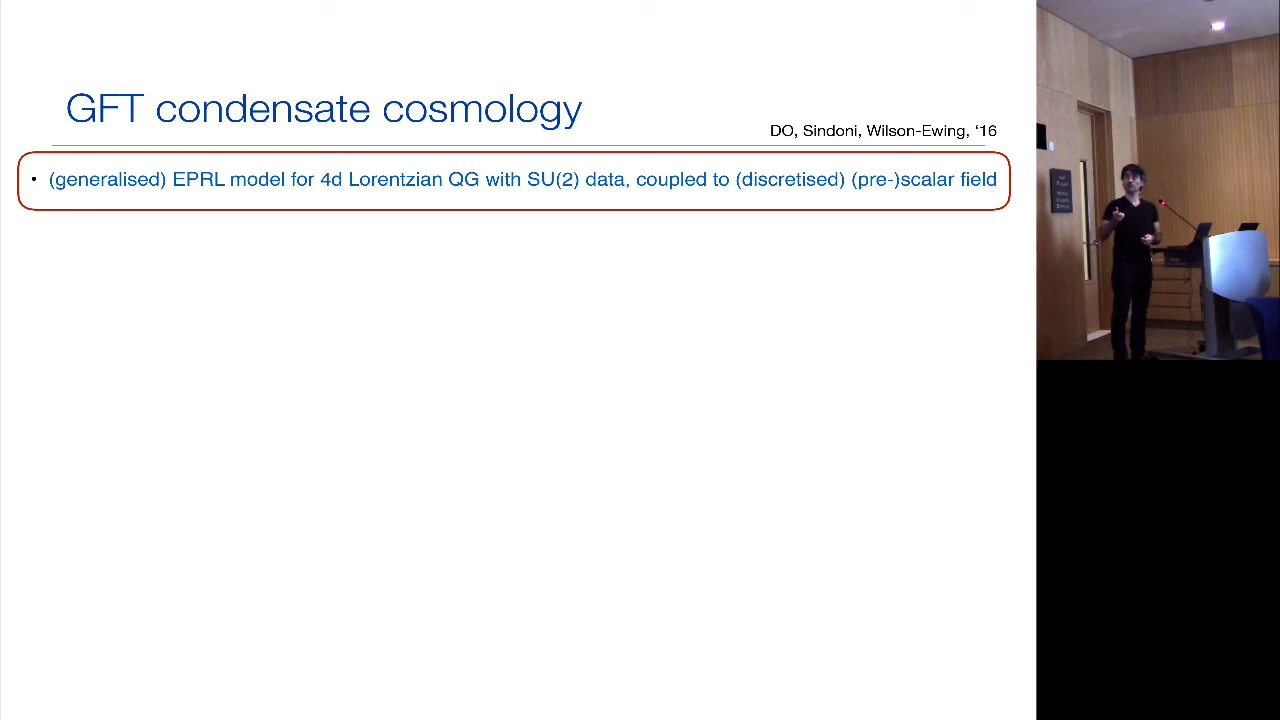 GFT condensate cosmology
DO, Sindoni, Wilson-Ewing, ‘16
• (generalised) EPRL model for 4d Lorentzian QG with SU(2) data, coupled to (discretised) (pre-)scalar field